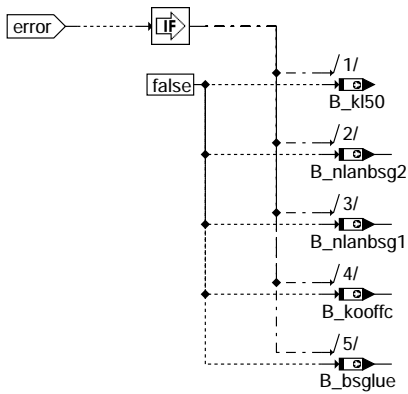 error
IF
1/
false
B_kl50
2/
B_nlanbsg2
3/
B_nlanbsg1
4/
B_kooffc
5/
B_bsglue